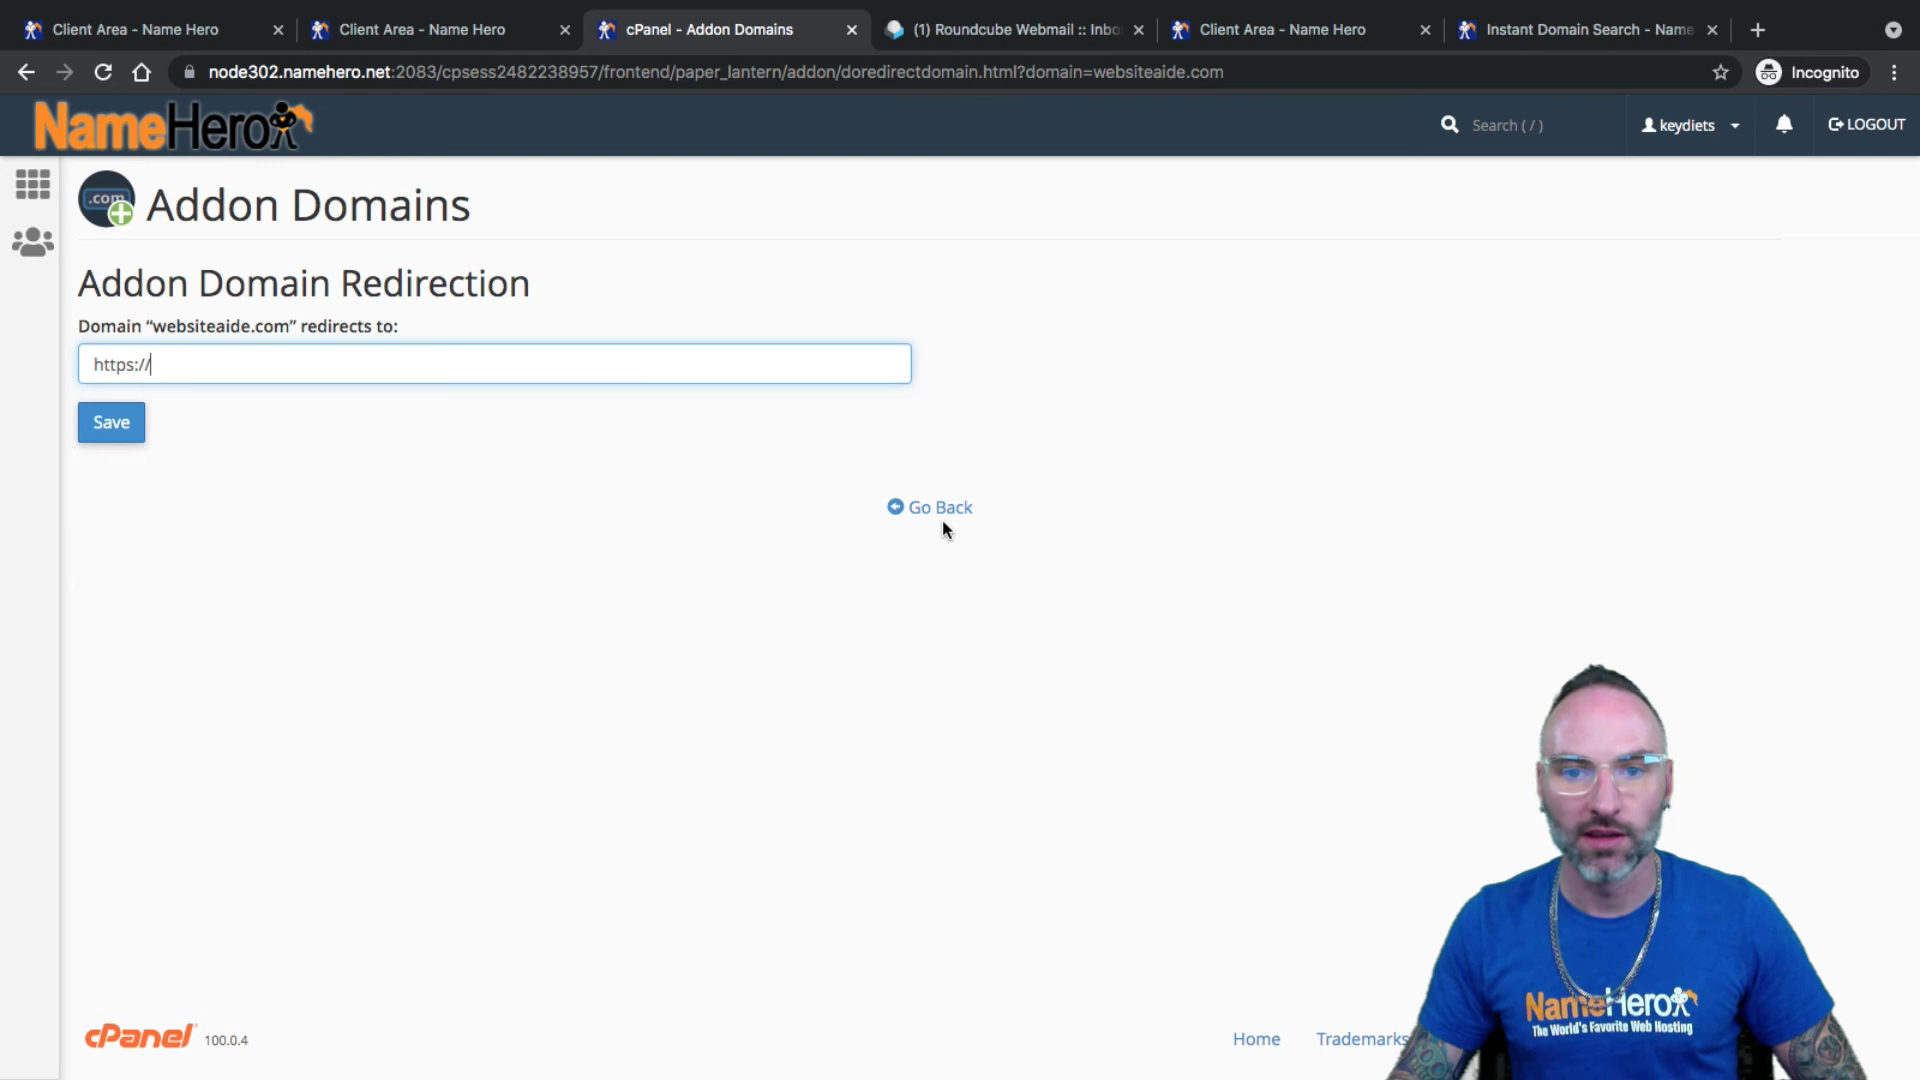 Client Area - Name Hero
Client Area - Name Hero
cPanel - Addon Domains
(1) Roundcube Webmail :: Inbo
Client Area - Name Hero
Instant Domain Search - Name
node302.namehero.net:2083/cpsess2482238957/frontend/paper_lantern/addon/doredirectdomain.html?domain=websiteaide.com
Incognito
NameHero
Search ( / )
keydiets
LOGOUT
.com
Addon Domains
Addon Domain Redirection
Domain “websiteaide.com” redirects to:
https://
Save
Go Back
NameHero
The World's Favorite Web Hosting
cPanel 100.0.4
Home
Trademarks